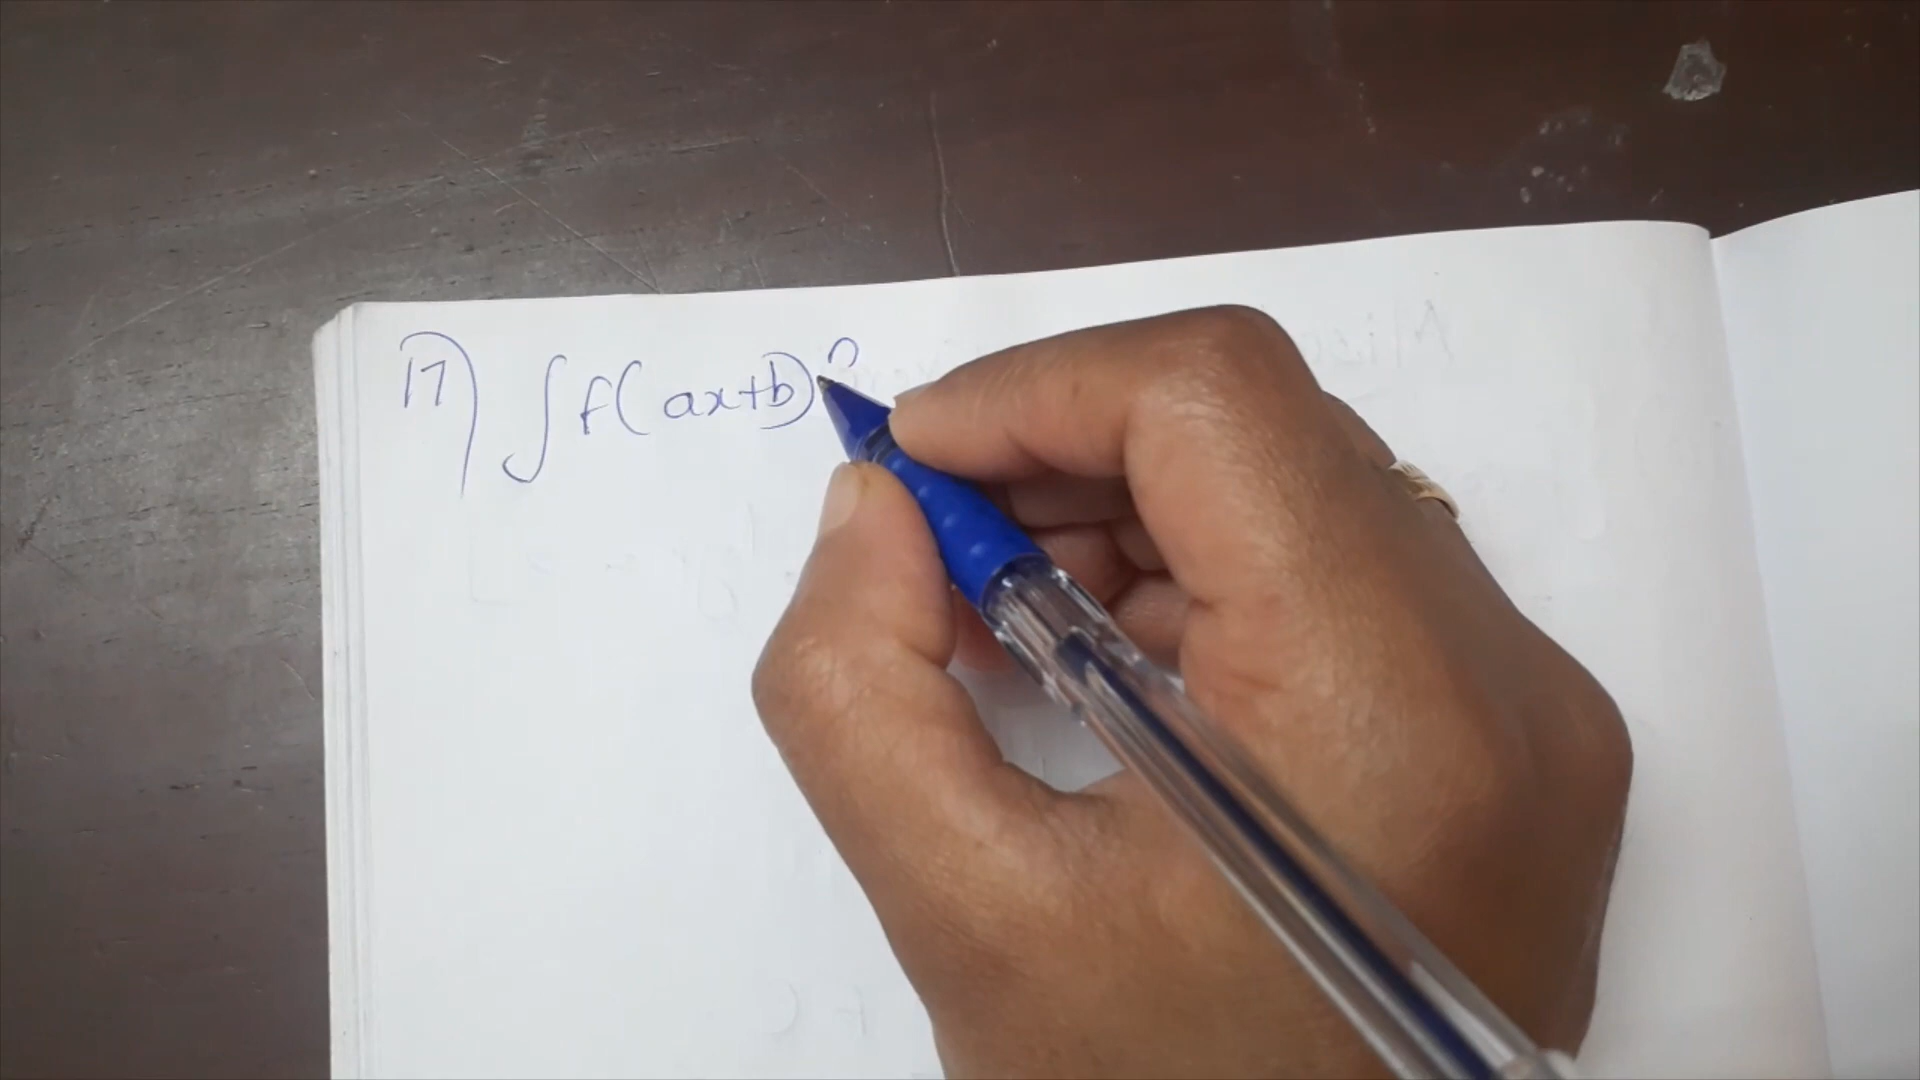 17) ∫ f(ax+b)ⁿ